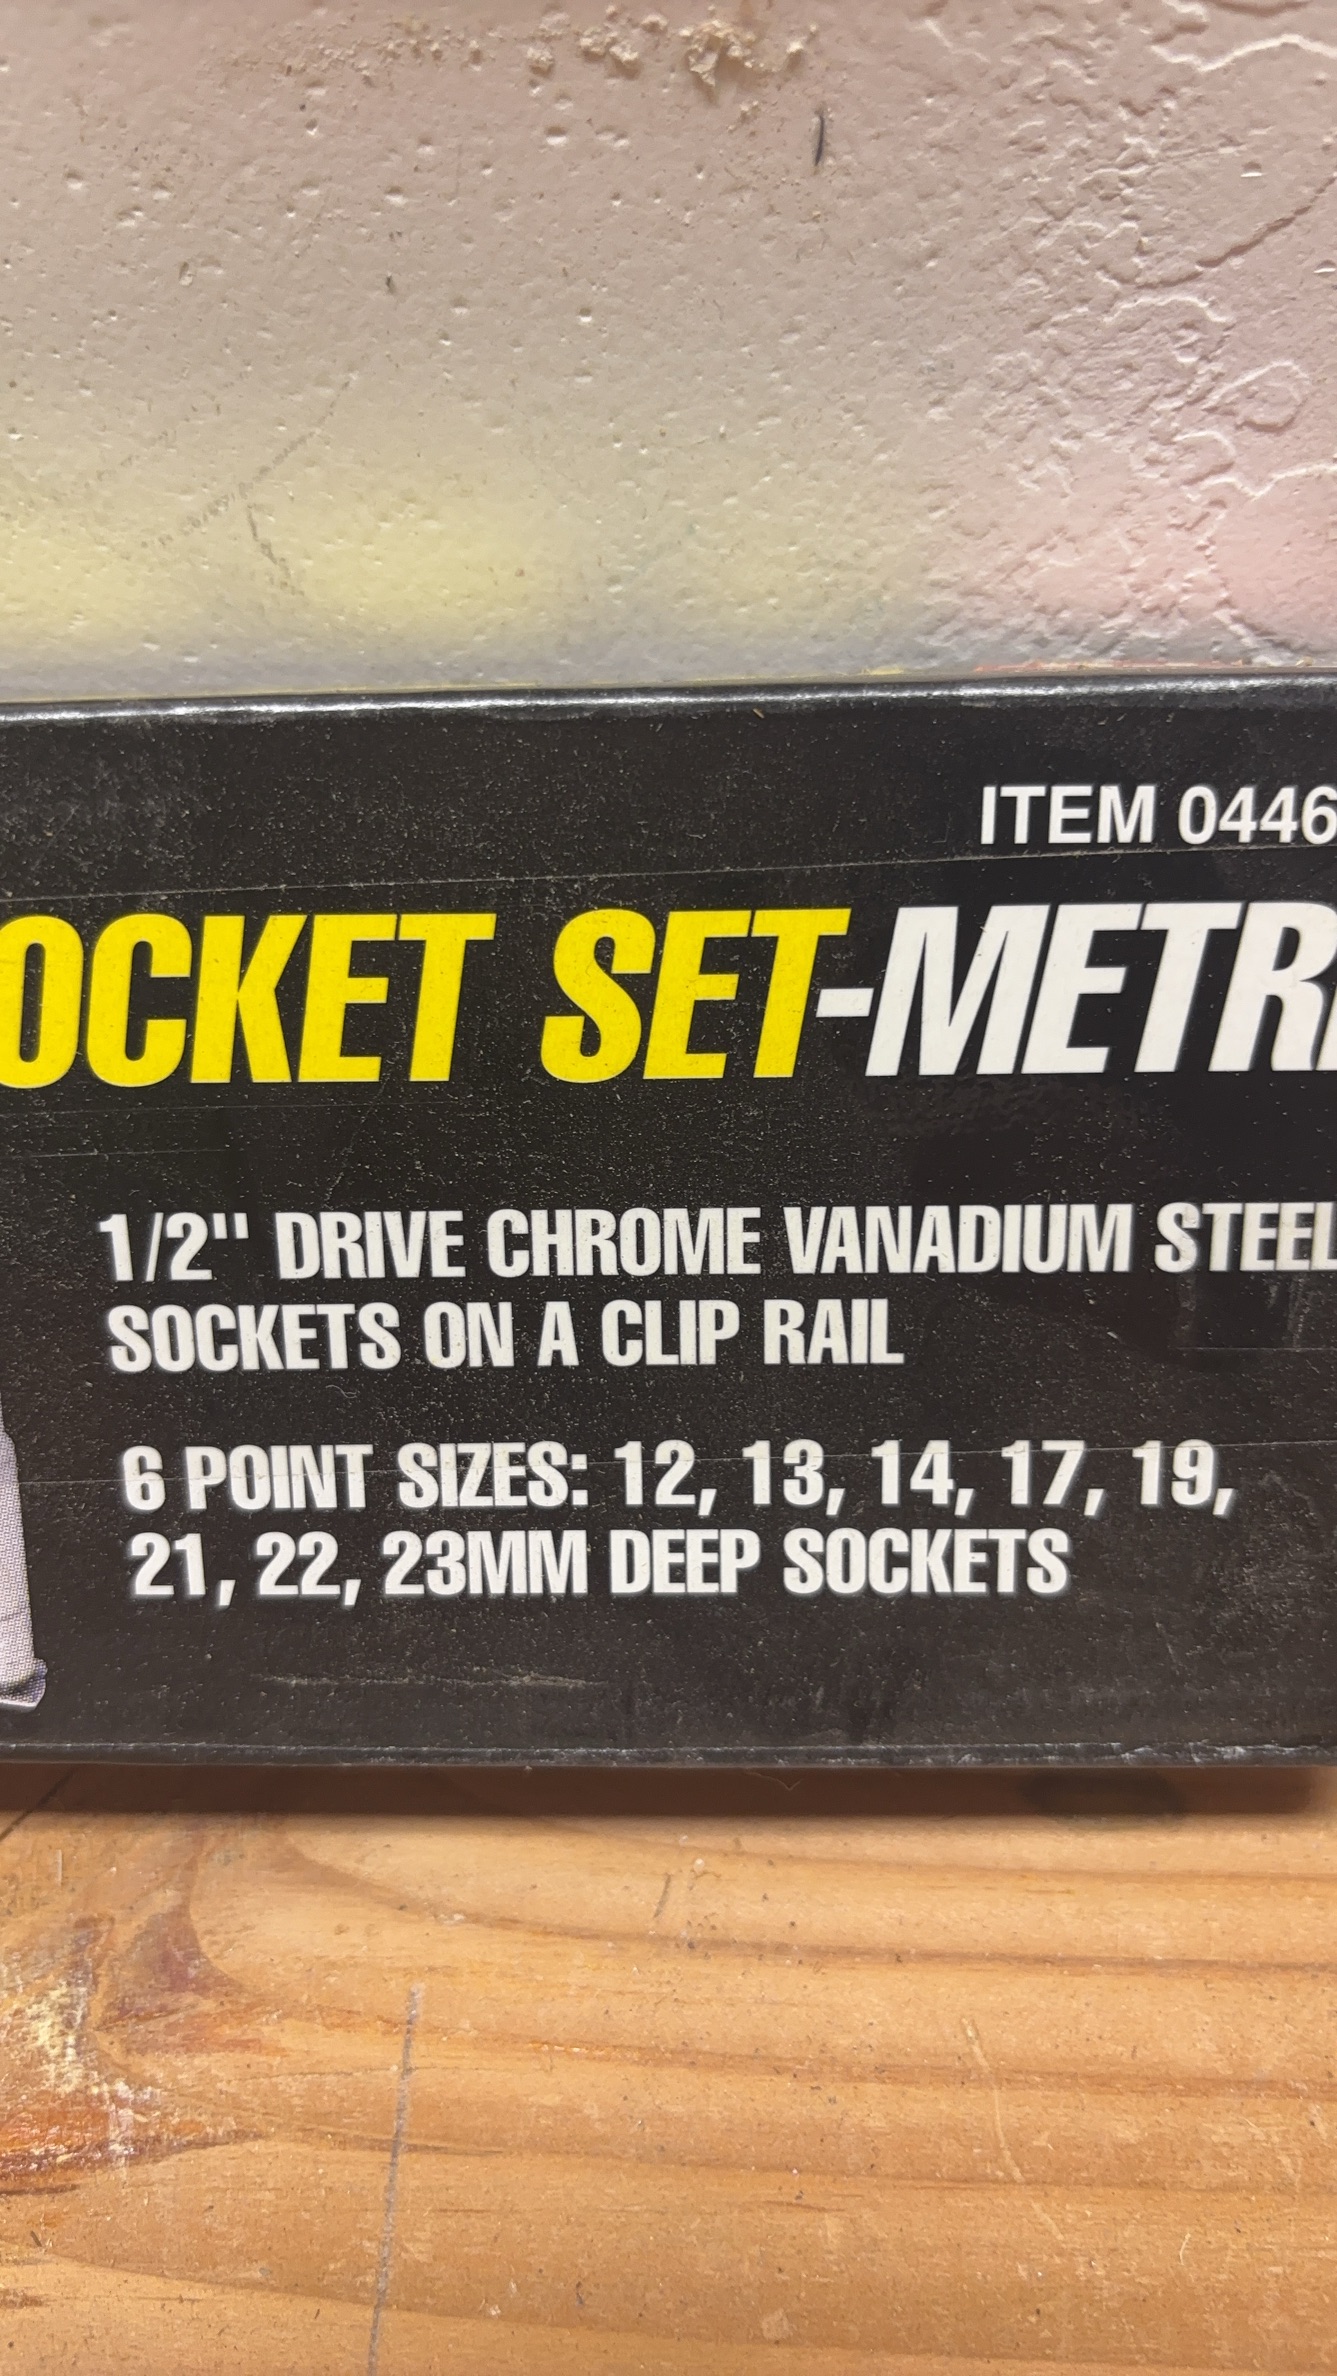 ITEM 0446
OCKET SET-METRI
1/2" DRIVE CHROME VANADIUM STEEL
SOCKETS ON A CLIP RAIL
6 POINT SIZES: 12, 13, 14, 17, 19,
21, 22, 23MM DEEP SOCKETS